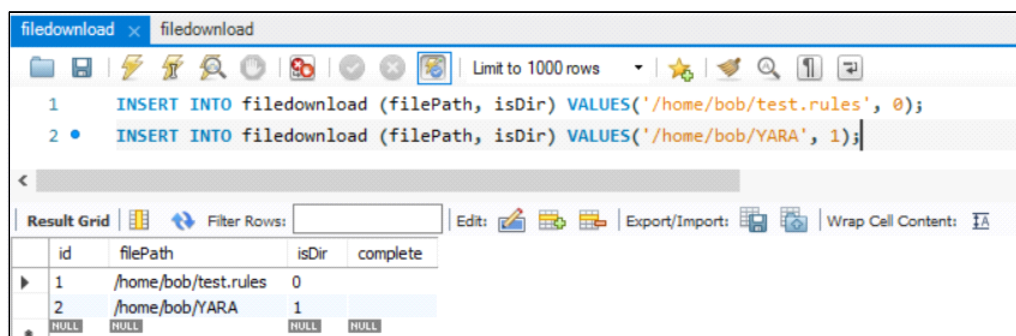 filedownload × filedownload
Limit to 1000 rows
1 INSERT INTO filedownload (filePath, isDir) VALUES('/home/bob/test.rules', 0);
2 INSERT INTO filedownload (filePath, isDir) VALUES('/home/bob/YARA', 1);
Result Grid Filter Rows: Edit: Export/Import: Wrap Cell Content: IA
id filePath isDir complete
1 /home/bob/test.rules 0
2 /home/bob/YARA 1
NULL NULL NULL NULL